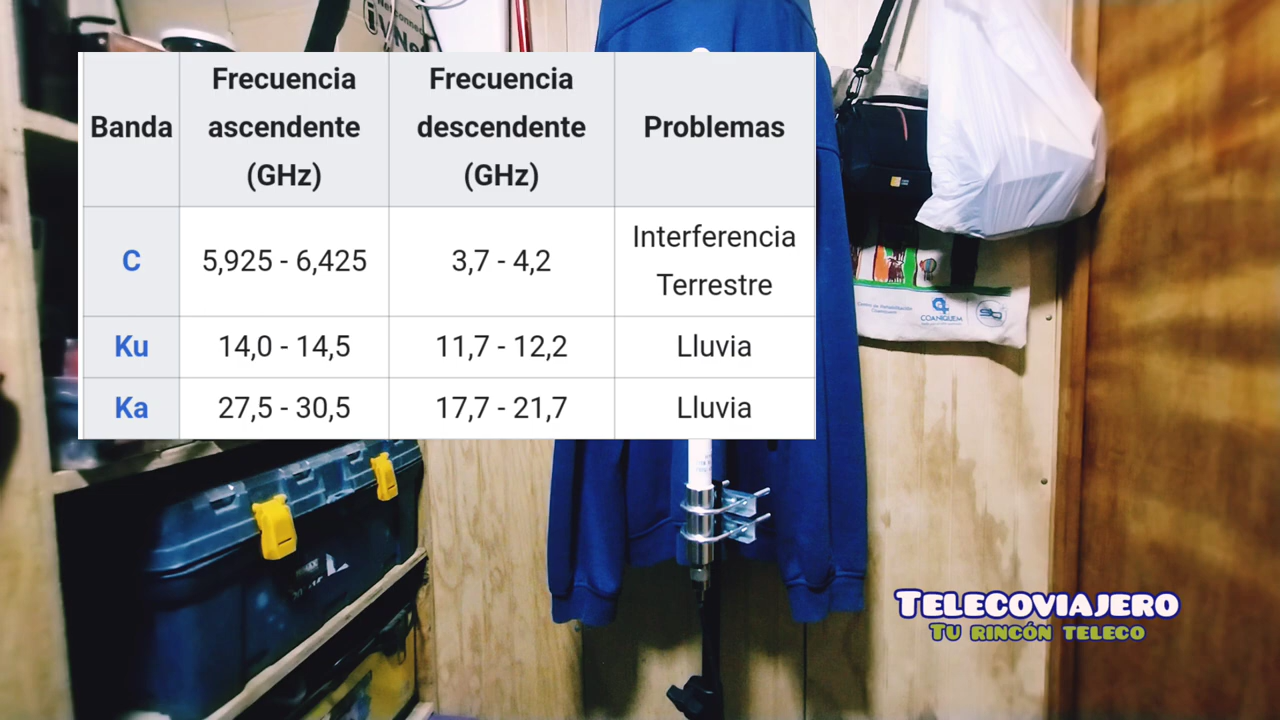 Frecuencia
ascendente
(GHz)
Frecuencia
descendente
(GHz)
Banda
Problemas
C
5,925 - 6,425
3,7 - 4,2
Interferencia
Terrestre
Ku
14,0 - 14,5
11,7 - 12,2
Lluvia
Ka
27,5 - 30,5
17,7 - 21,7
Lluvia
COANIQUEM
TELECOVIAJERO
TU RINCÓN TELECO